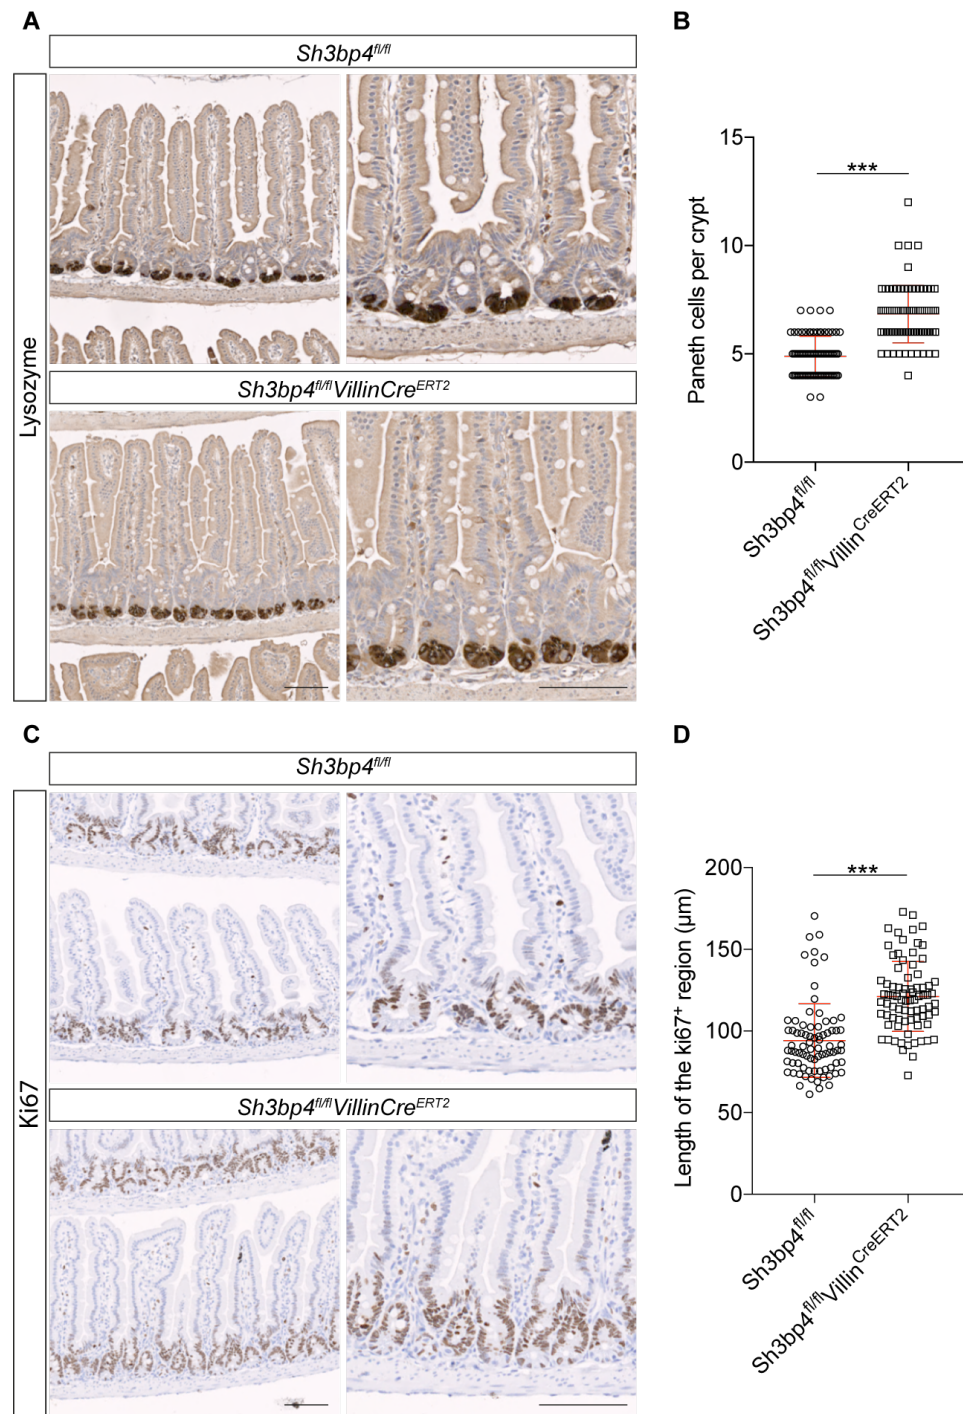 A
Sh3bp4fl/fl
Lysozyme
Sh3bp4fl/flVillinCreERT2
B
15
10
5
0
Paneth cells per crypt
***
Sh3bp4fl/fl
Sh3bp4fl/flVillinCreERT2
C
Sh3bp4fl/fl
Ki67
Sh3bp4fl/flVillinCreERT2
D
200
150
100
50
0
Length of the ki67+ region (µm)
***
Sh3bp4fl/fl
Sh3bp4fl/flVillinCreERT2